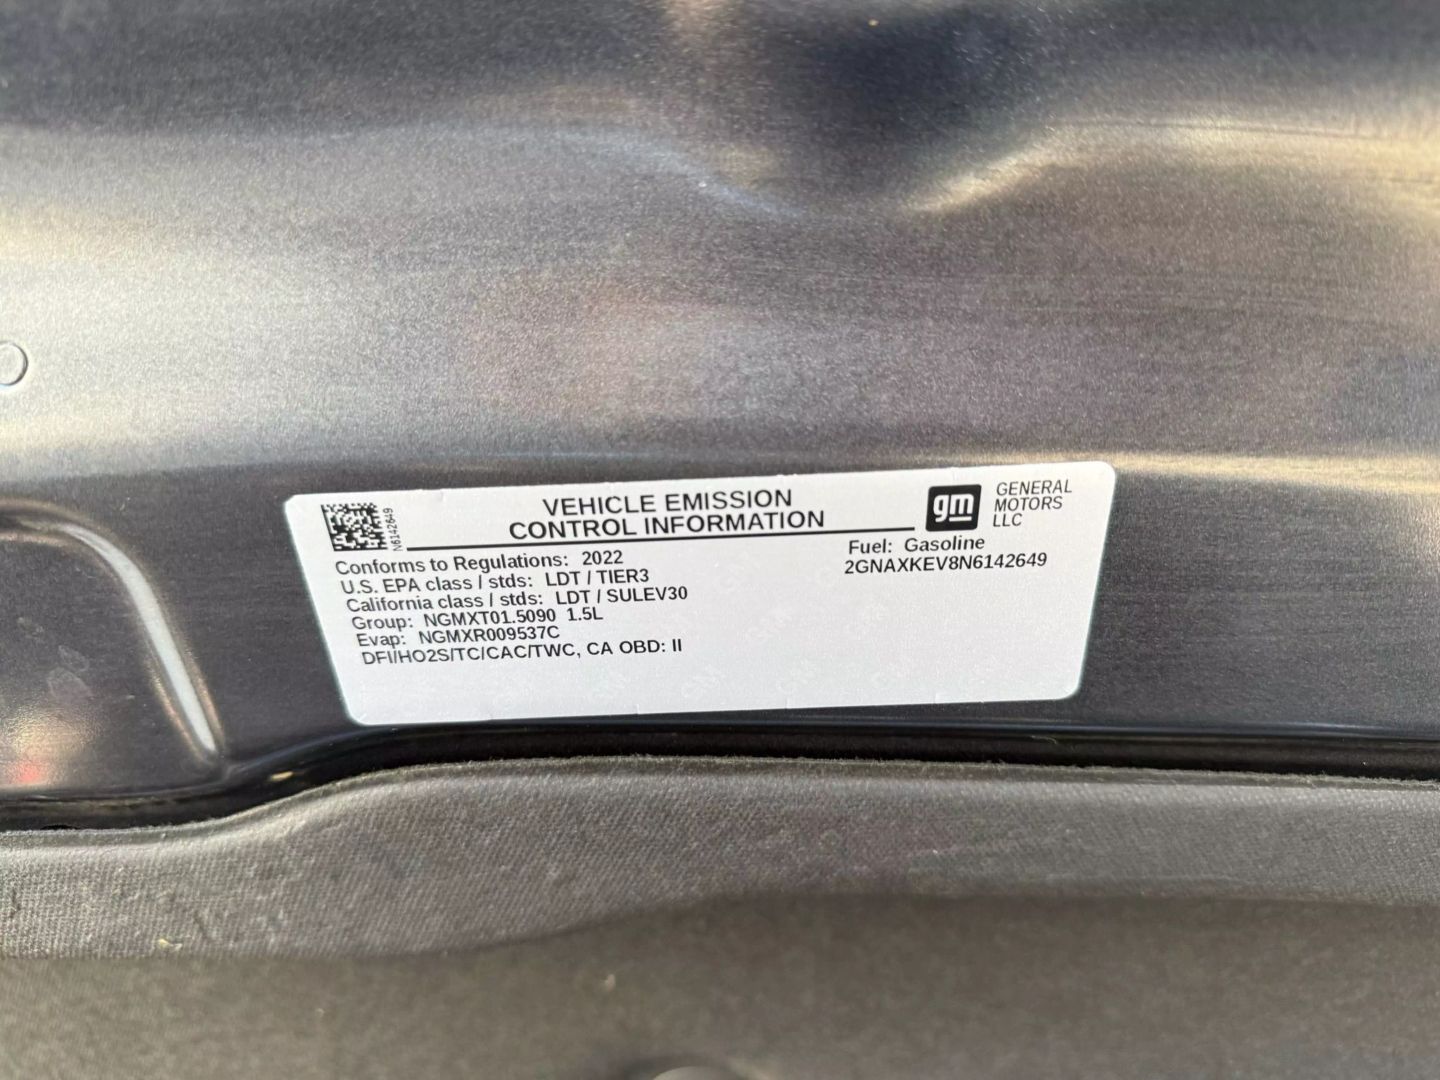 VEHICLE EMISSION
CONTROL INFORMATION
gm
GENERAL
MOTORS
LLC
N6142649
Conforms to Regulations: 2022
U.S. EPA class / stds: LDT / TIER3
California class / stds: LDT / SULEV30
Group: NGMXT01.5090 1.5L
Evap: NGMXR009537C
DFI/HO2S/TC/CAC/TWC, CA OBD: II
Fuel: Gasoline
2GNAXKEV8N6142649